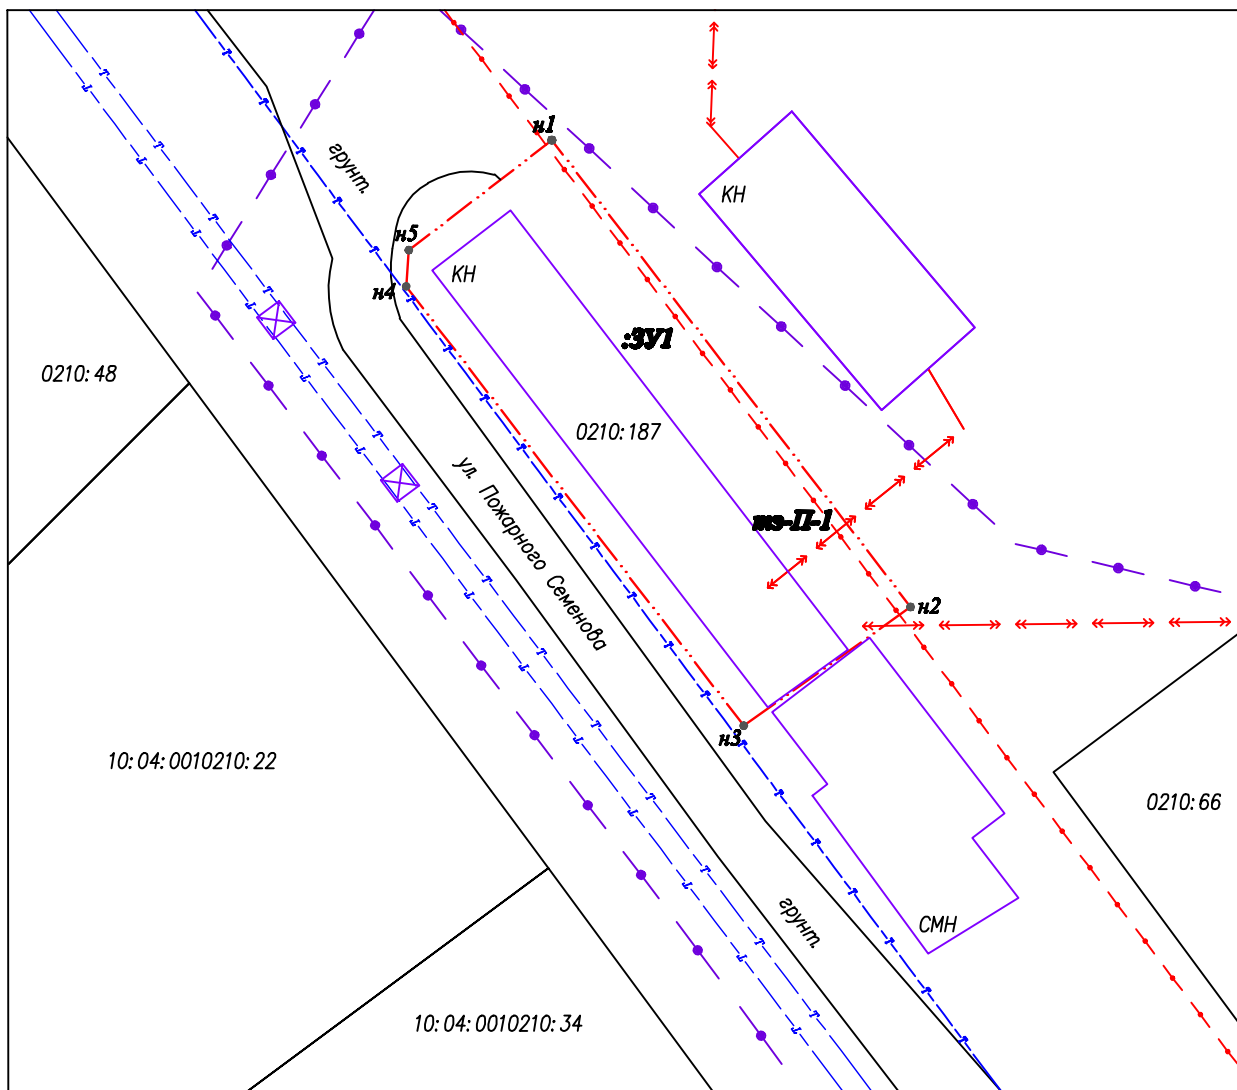 н1
грунт.
КН
н5
КН
н4
:ЗУ1
0210:48
0210:187
ул. Пожарного Семенова
тэ-П-1
н2
н3
10:04:0010210:22
0210:66
грунт.
СМН
10:04:0010210:34